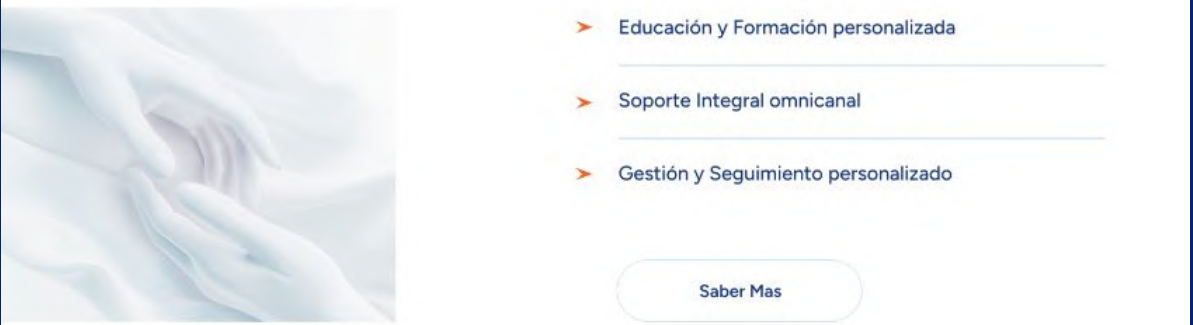 Educación y Formación personalizada
Soporte Integral omnicanal
Gestión y Seguimiento personalizado
Saber Mas